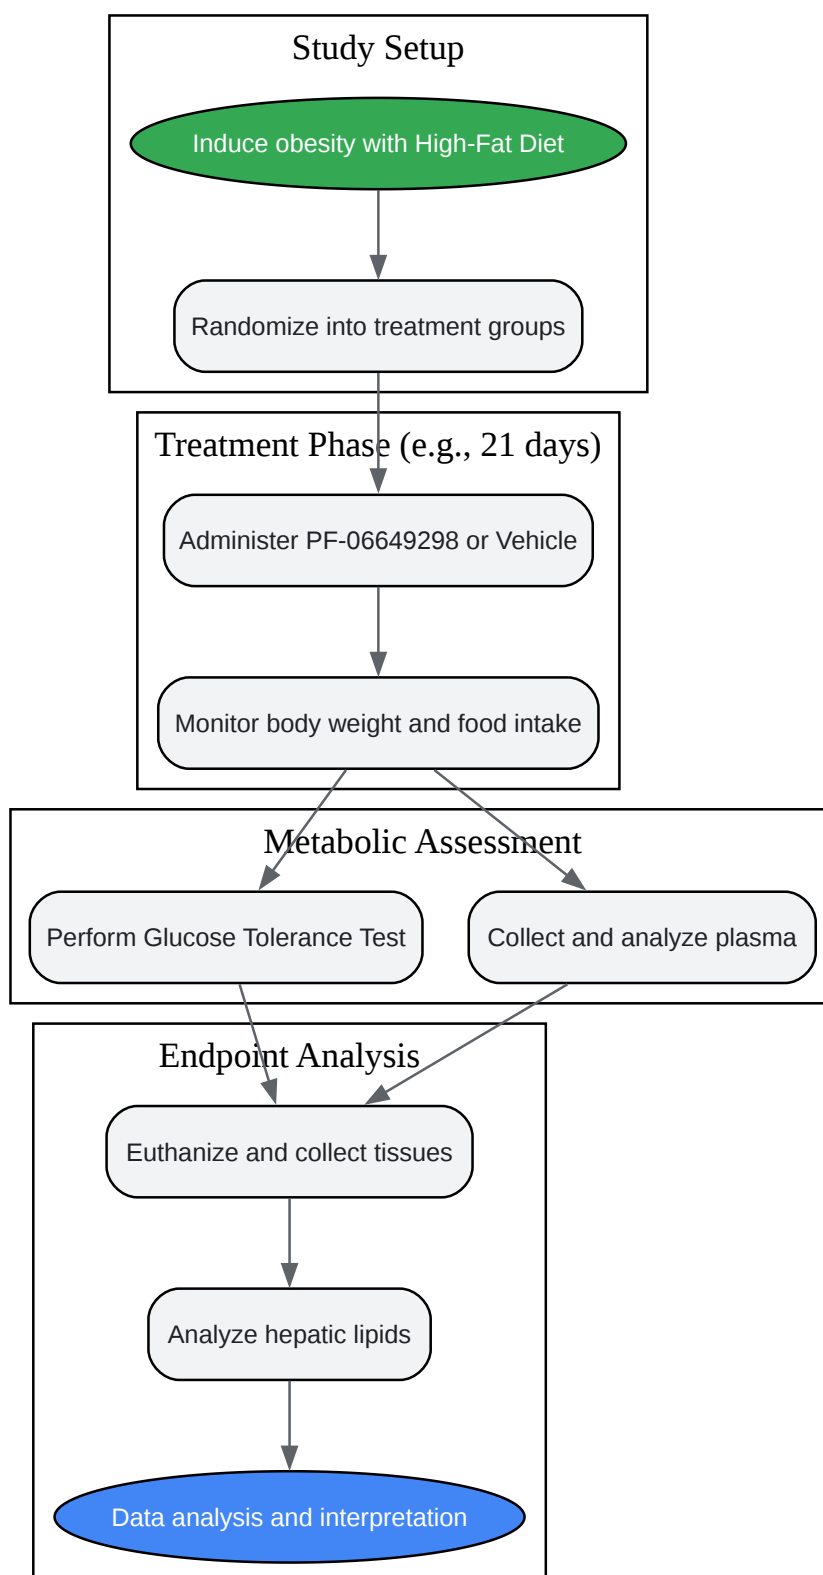 Study Setup
Induce obesity with High-Fat Diet
Randomize into treatment groups
Treatment Phase (e.g., 21 days)
Administer PF-06649298 or Vehicle
Monitor body weight and food intake
Metabolic Assessment
Perform Glucose Tolerance Test
Collect and analyze plasma
Endpoint Analysis
Euthanize and collect tissues
Analyze hepatic lipids
Data analysis and interpretation